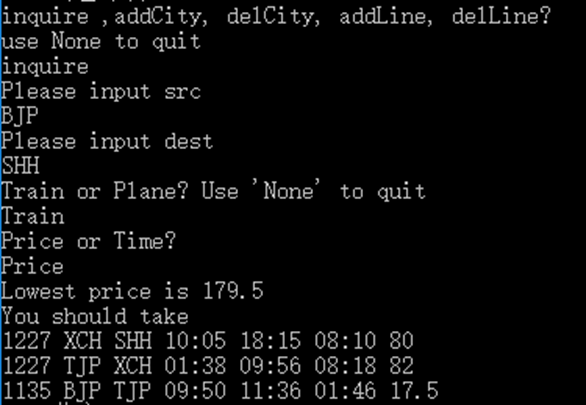 inquire ,addCity, delCity, addLine, delLine?
use None to quit
inquire
Please input src
BJP
Please input dest
SHH
Train or Plane? Use 'None' to quit
Train
Price or Time?
Price
Lowest price is 179.5
You should take
1227 XCH SHH 10:05 18:15 08:10 80
1227 TJP XCH 01:38 09:56 08:18 82
1135 BJP TJP 09:50 11:36 01:46 17.5